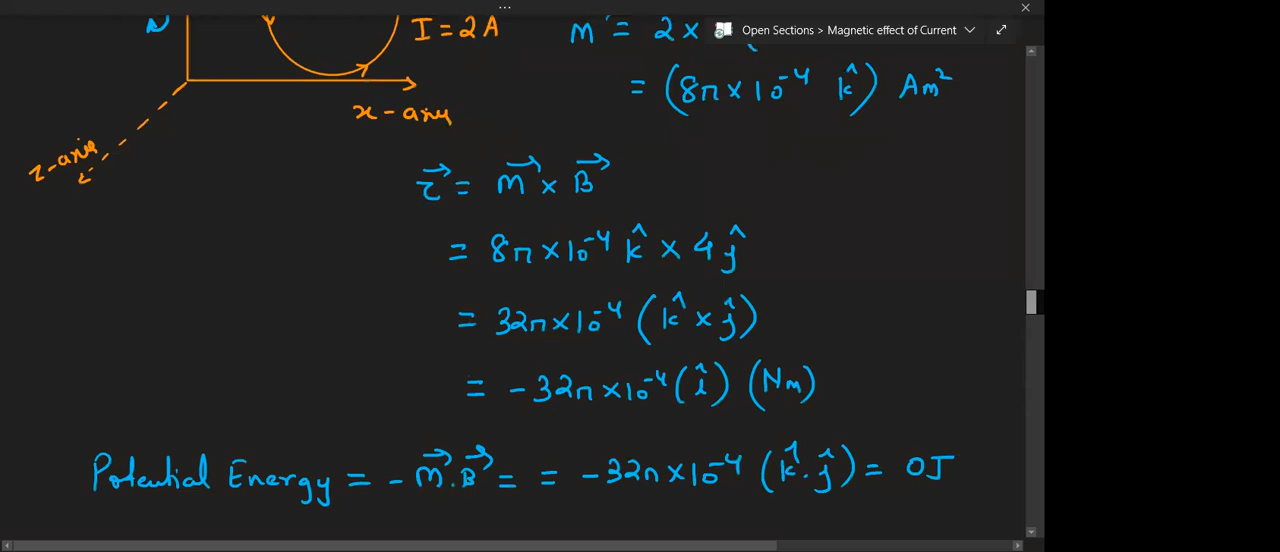 Open Sections > Magnetic effect of Current
I = 2 A
M = 2 ×
= (8π × 10⁻⁴ k̂) Am²
x-axis
z-axis
τ⃗ = M⃗ × B⃗
= 8π × 10⁻⁴ k̂ × 4 ĵ
= 32π × 10⁻⁴ (k̂ × ĵ)
= -32π × 10⁻⁴ (î) (Nm)
Potential Energy = - M⃗ . B⃗ = = -32π × 10⁻⁴ (k̂ . ĵ) = 0J